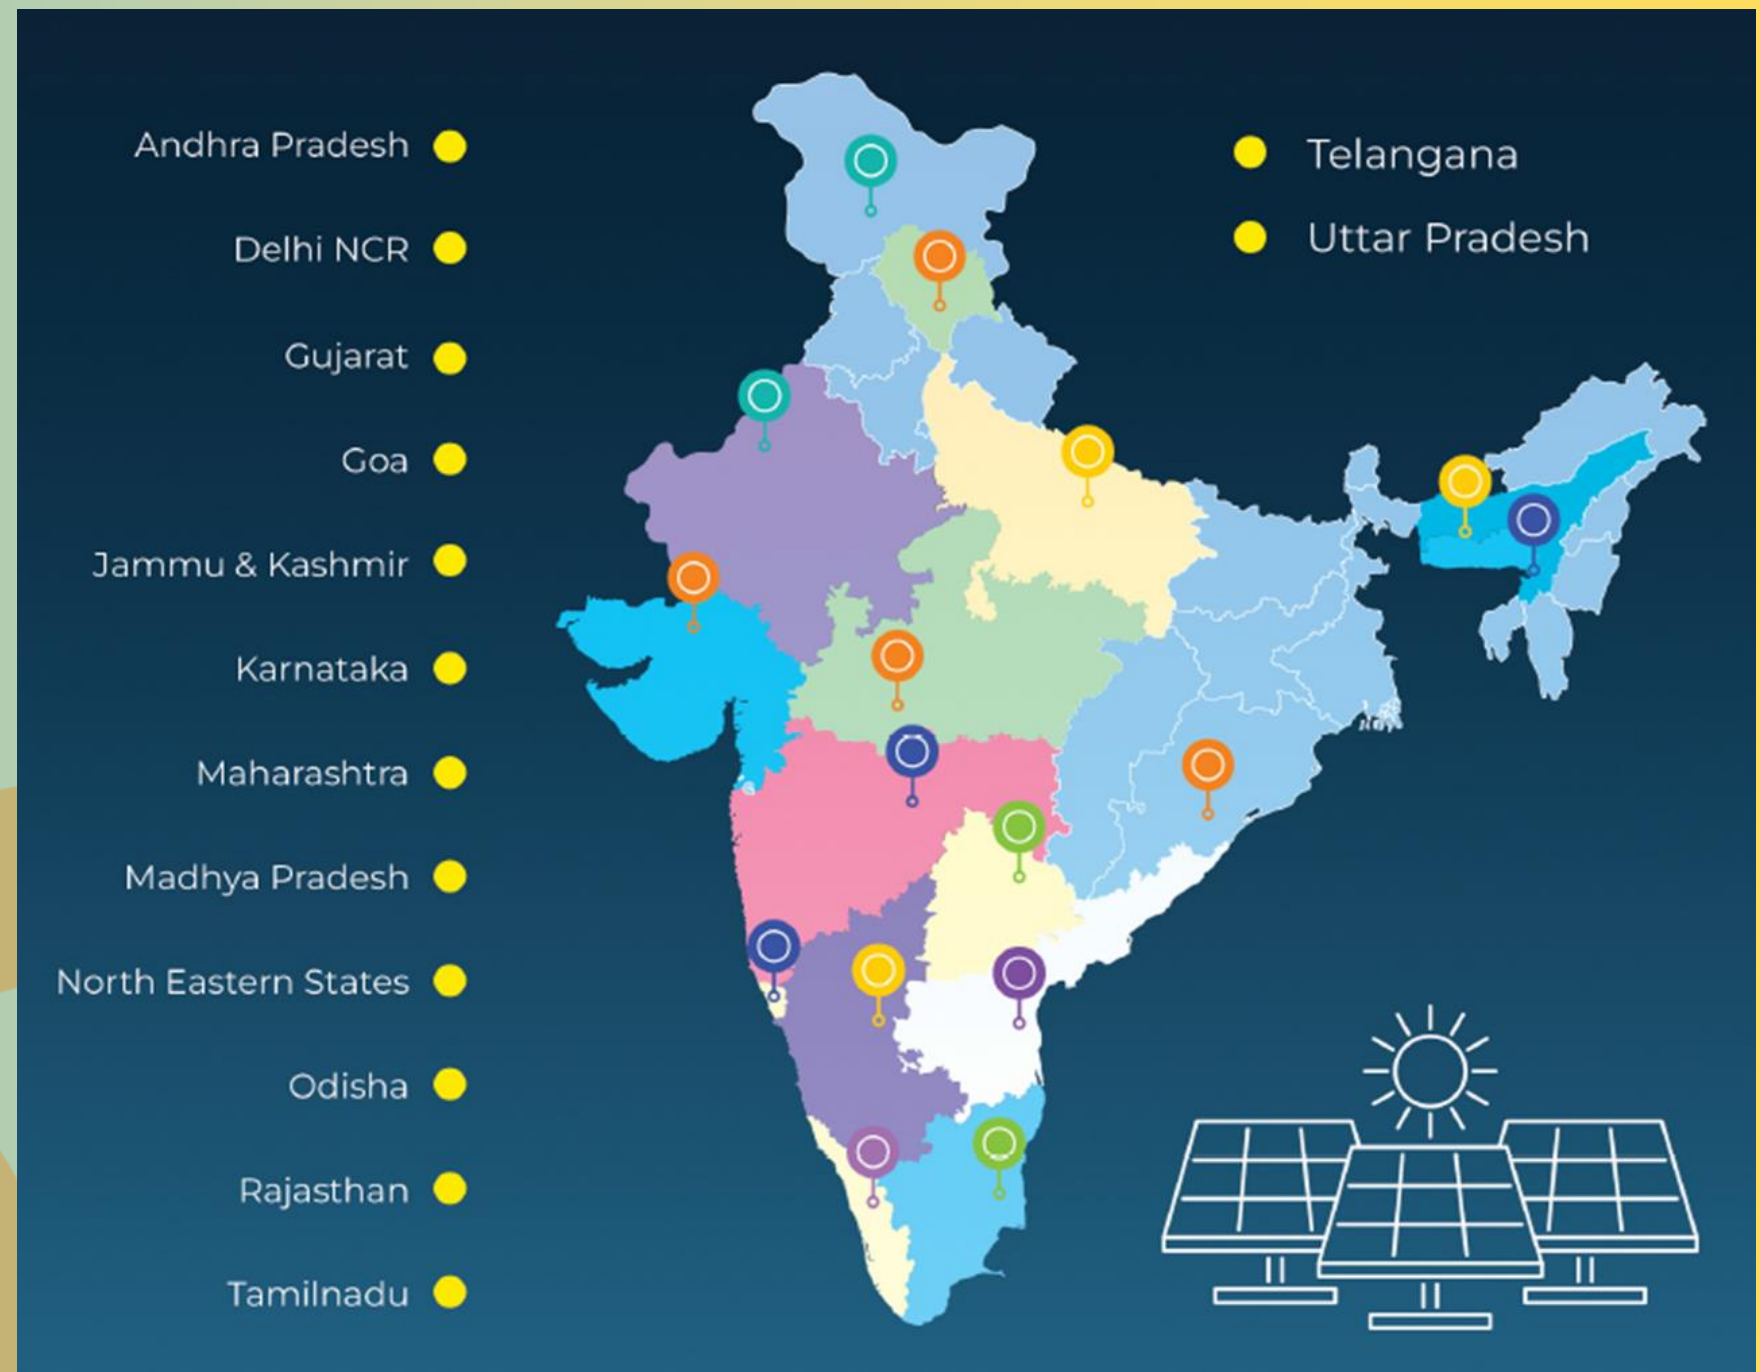 Andhra Pradesh
Delhi NCR
Gujarat
Goa
Jammu & Kashmir
Karnataka
Maharashtra
Madhya Pradesh
North Eastern States
Odisha
Rajasthan
Tamilnadu
Telangana
Uttar Pradesh